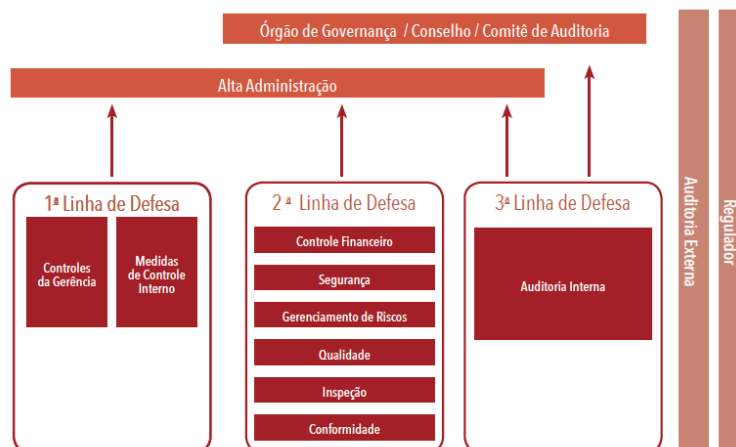 Órgão de Governança / Conselho / Comitê de Auditoria
Alta Administração
1ª Linha de Defesa
Controles
da Gerência
Medidas
de Controle
Interno
2ª Linha de Defesa
Controle Financeiro
Segurança
Gerenciamento de Riscos
Qualidade
Inspeção
Conformidade
3ª Linha de Defesa
Auditoria Interna
Auditoria Externa
Regulador